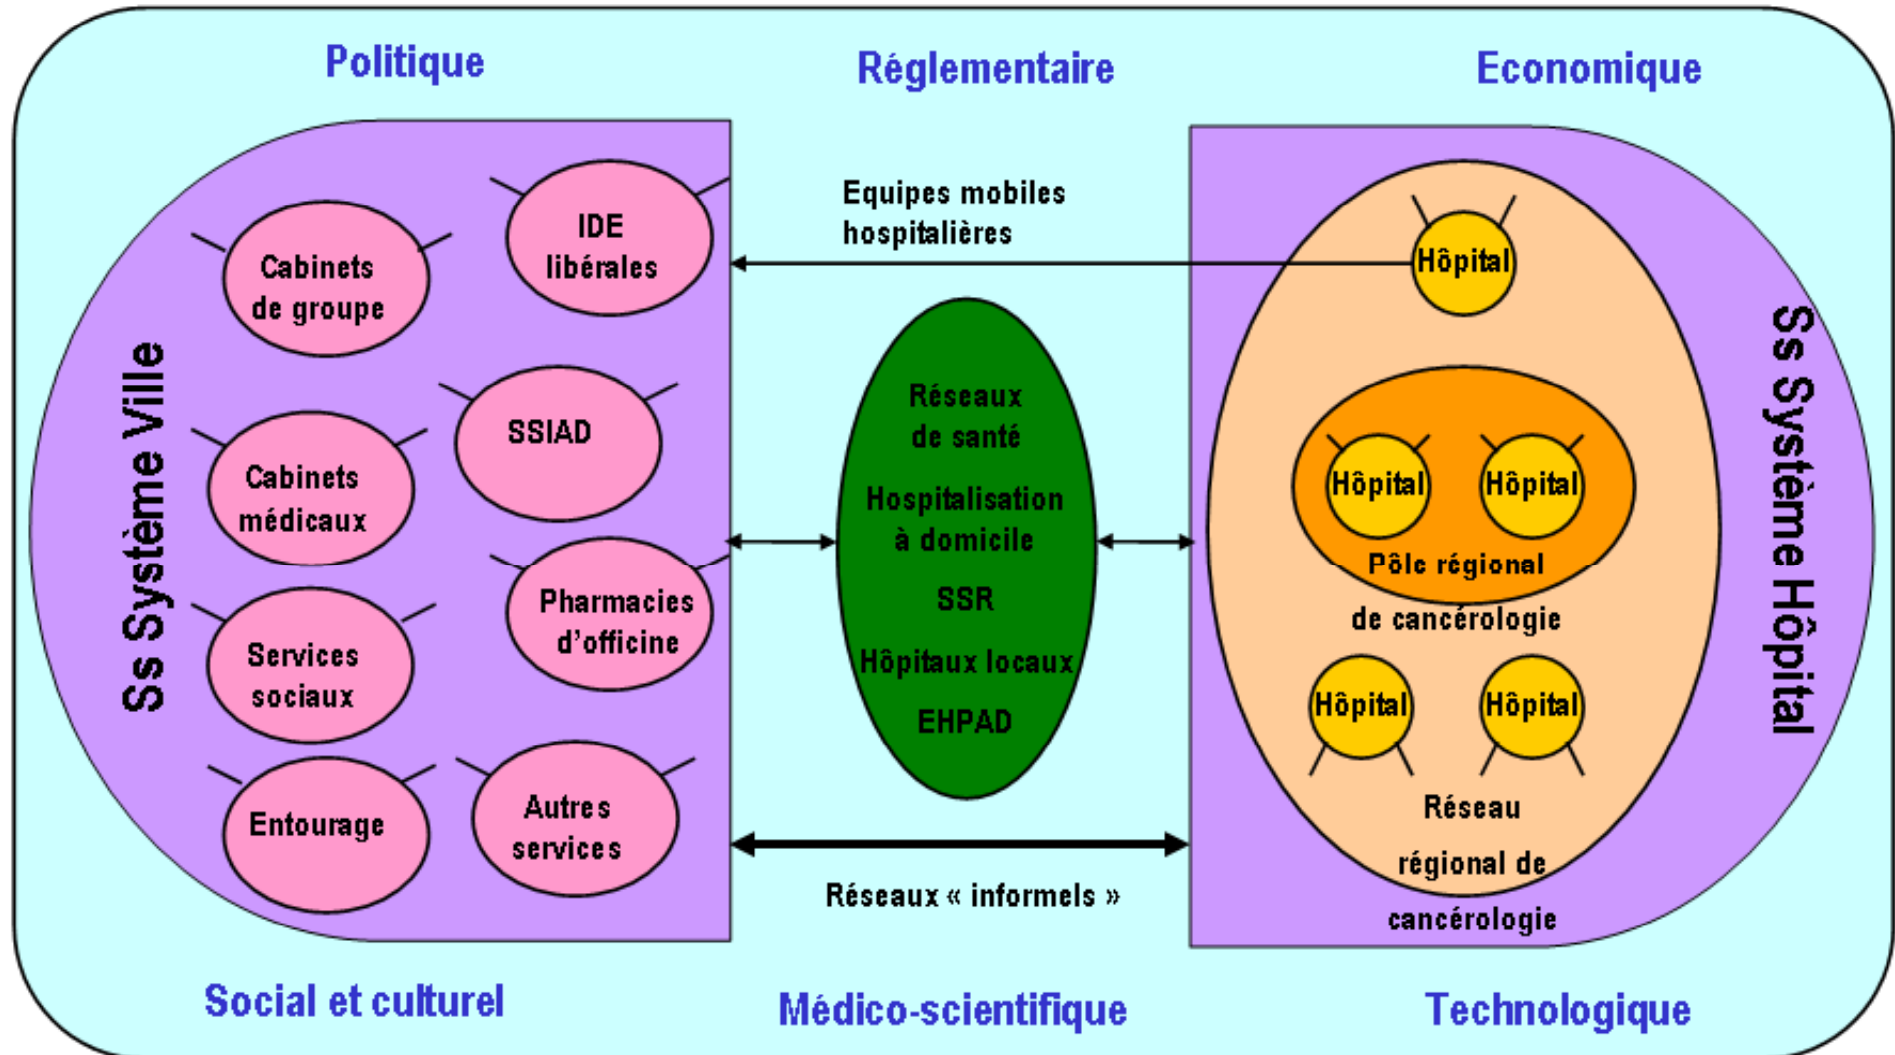 Politique
Réglementaire
Economique
Ss Système Ville
Cabinets
de groupe
IDE
libérales
Cabinets
médicaux
SSIAD
Services
sociaux
Pharmacies
d'officine
Entourage
Autres
services
Equipes mobiles
hospitalières
Réseaux
de santé
Hospitalisation
à domicile
SSR
Hôpitaux locaux
EHPAD
Réseaux « informels »
Hôpital
Hôpital
Hôpital
Pôle régional
de cancérologie
Hôpital
Hôpital
Réseau
régional de
cancérologie
Ss Système Hôpital
Social et culturel
Médico-scientifique
Technologique